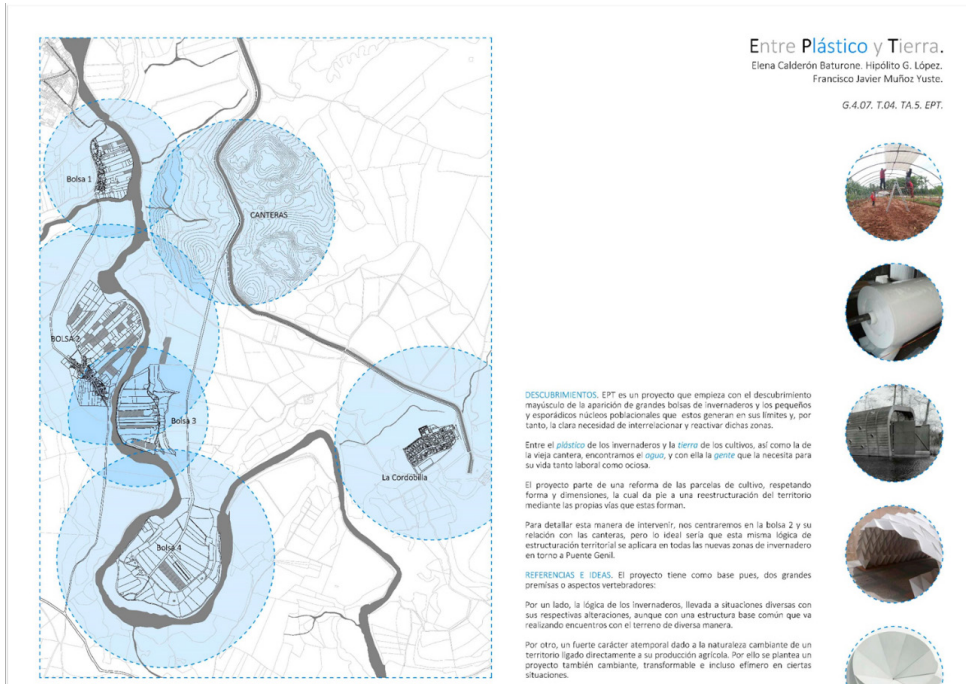 Entre Plástico y Tierra.
Elena Calderón Baturone. Hipólito G. López.
Francisco Javier Muñoz Yuste.
G.4.07. T.04. TA.5. EPT.
Bolsa 1
CANTERAS
BOLSA 2
Bolsa 3
La Cordobilla
Bolsa 4
DESCUBRIMIENTOS. EPT es un proyecto que empieza con el descubrimiento
mayúsculo de la aparición de grandes bolsas de invernaderos y los pequeños
y esporádicos núcleos poblacionales que estos generan en sus límites y, por
tanto, la clara necesidad de interrelacionar y reactivar dichas zonas.
Entre el plástico de los invernaderos y la tierra de los cultivos, así como la de
la vieja cantera, encontramos el agua, y con ella la gente que la necesita para
su vida tanto laboral como ociosa.
El proyecto parte de una reforma de las parcelas de cultivo, respetando
forma y dimensiones, la cual da pie a una reestructuración del territorio
mediante las propias vías que estas forman.
Para detallar esta manera de intervenir, nos centraremos en la bolsa 2 y su
relación con las canteras, pero lo ideal sería que esta misma lógica de
estructuración territorial se aplicara en todas las nuevas zonas de invernadero
en torno a Puente Genil.
REFERENCIAS E IDEAS. El proyecto tiene como base pues, dos grandes
premisas o aspectos vertebradores:
Por un lado, la lógica de los invernaderos, llevada a situaciones diversas con
sus respectivas alteraciones, aunque con una estructura base común que va
realizando encuentros con el terreno de diversa manera.
Por otro, un fuerte carácter atemporal dado a la naturaleza cambiante de un
territorio ligado directamente a su producción agrícola. Por ello se plantea un
proyecto también cambiante, transformable e incluso efímero en ciertas
situaciones.